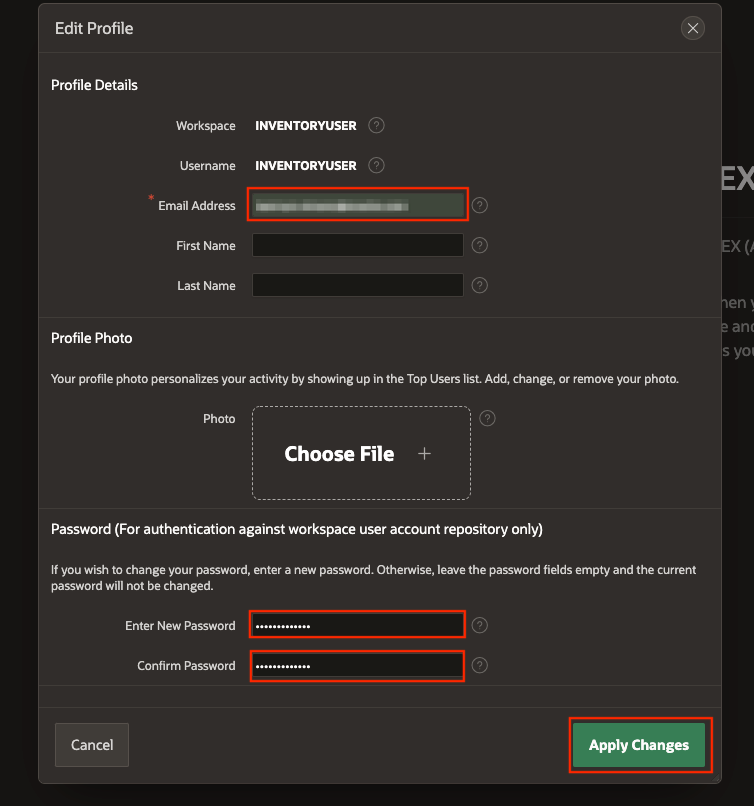 Edit Profile
Profile Details
Workspace INVENTORYUSER ?
Username INVENTORYUSER ?
* Email Address ?
First Name ?
Last Name ?
Profile Photo
Your profile photo personalizes your activity by showing up in the Top Users list. Add, change, or remove your photo.
Photo ?
Choose File +
Password (For authentication against workspace user account repository only)
If you wish to change your password, enter a new password. Otherwise, leave the password fields empty and the current
password will not be changed.
Enter New Password ••••••••••••• ?
Confirm Password ••••••••••••• ?
Cancel Apply Changes